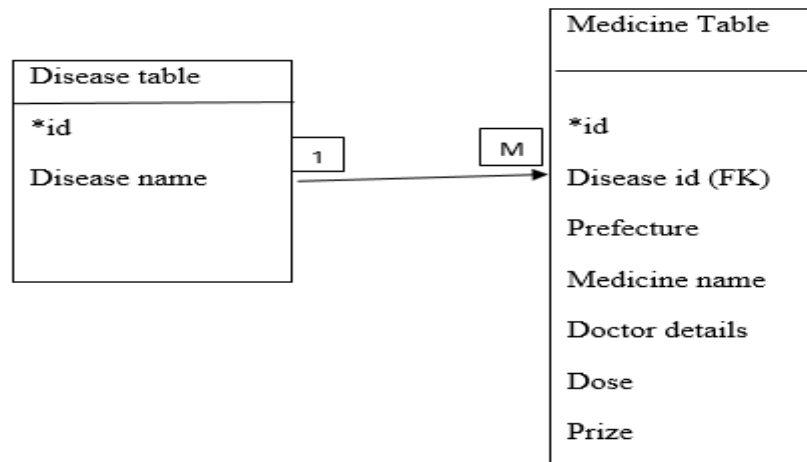 Disease table
*id
Disease name
1
M
Medicine Table
*id
Disease id (FK)
Prefecture
Medicine name
Doctor details
Dose
Prize